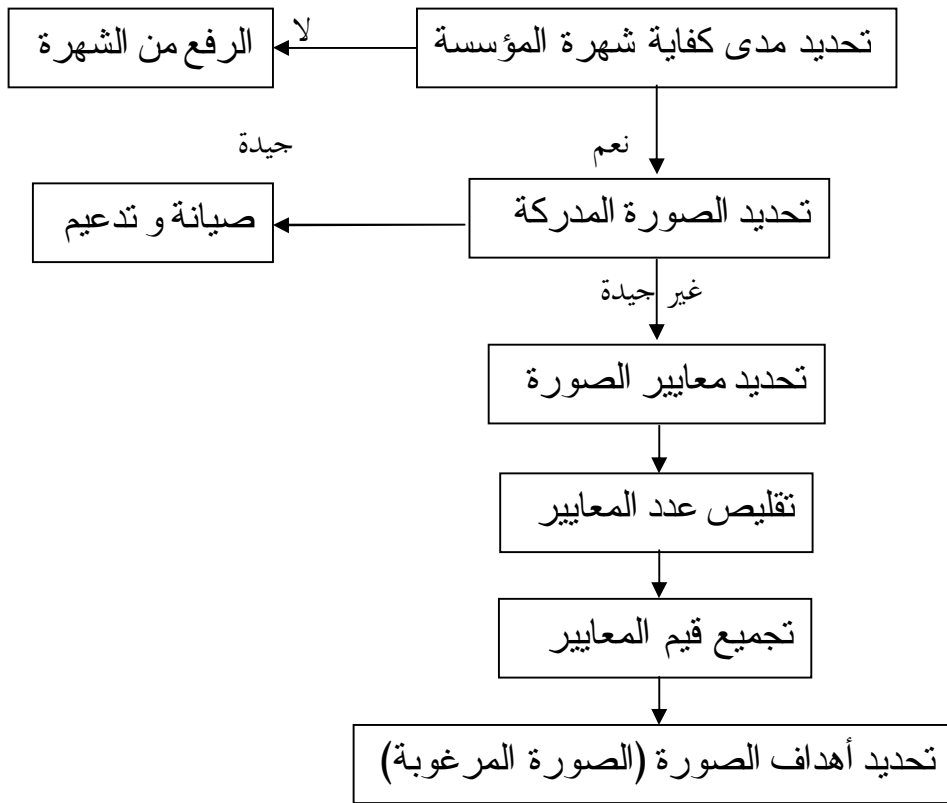 تحديد مدى كفاية شهرة المؤسسة
لا
الرفع من الشهرة
نعم
جيدة
تحديد الصورة المدركة
صيانة و تدعيم
غير جيدة
تحديد معايير الصورة
تقليص عدد المعايير
تجميع قيم المعايير
تحديد أهداف الصورة (الصورة المرغوبة)